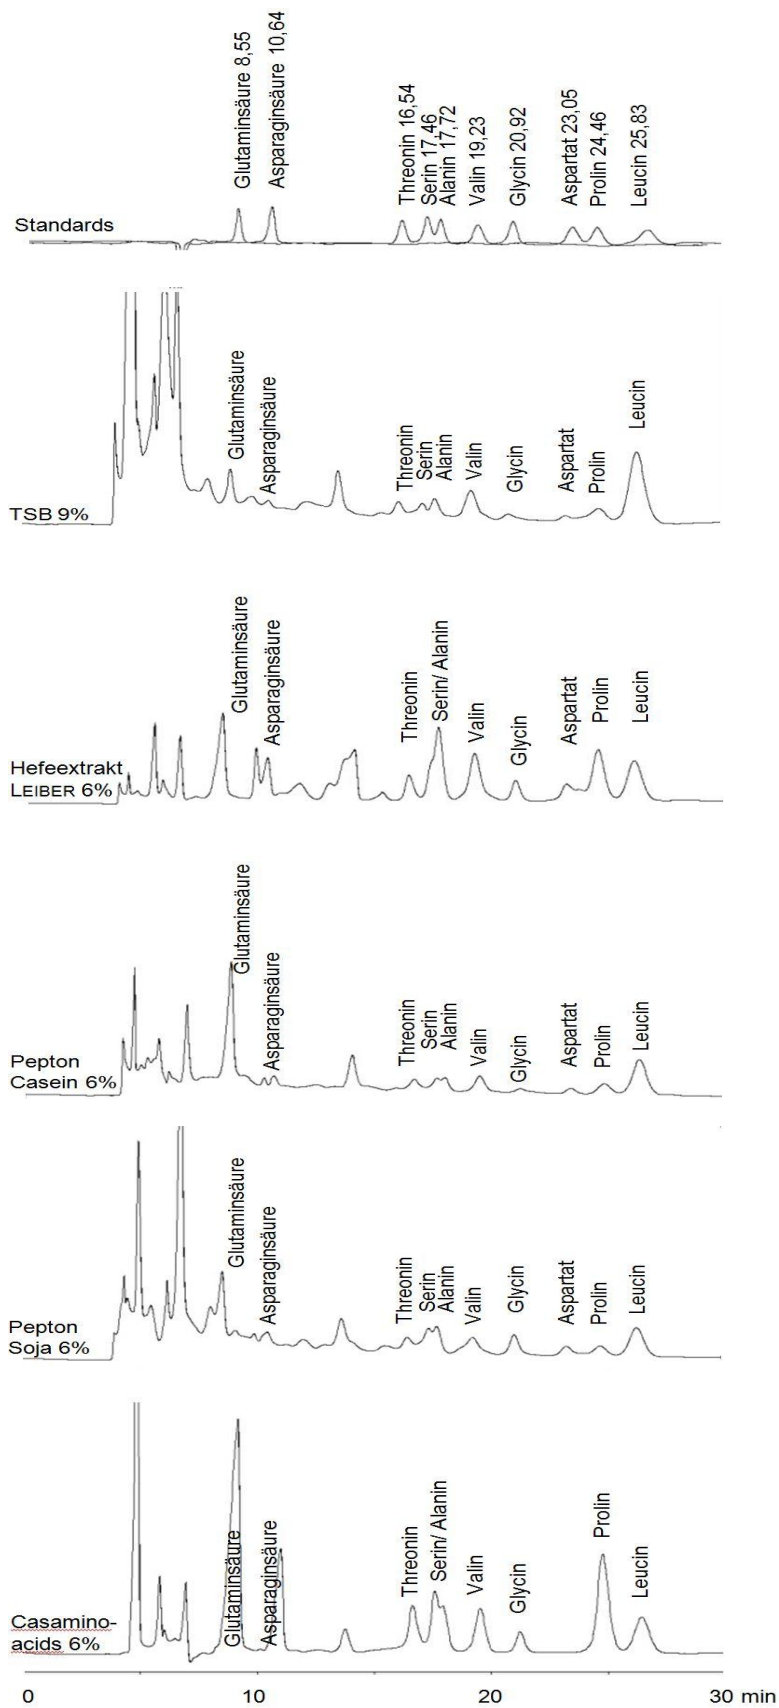 Glutaminsäure 8,55
Asparaginsäure 10,64
Threonin 16,54
Serin 17,46
Alanin 17,72
Valin 19,23
Glycin 20,92
Aspartat 23,05
Prolin 24,46
Leucin 25,83
Standards
Glutaminsäure
Asparaginsäure
Threonin
Serin
Alanin
Valin
Glycin
Aspartat
Prolin
Leucin
TSB 9%
Glutaminsäure
Asparaginsäure
Threonin
Serin/ Alanin
Valin
Glycin
Aspartat
Prolin
Leucin
Hefeextrakt
LEIBER 6%
Glutaminsäure
Asparaginsäure
Threonin
Serin
Alanin
Valin
Glycin
Aspartat
Prolin
Leucin
Pepton
Casein 6%
Glutaminsäure
Asparaginsäure
Threonin
Serin
Alanin
Valin
Glycin
Aspartat
Prolin
Leucin
Pepton
Soja 6%
Glutaminsäure
Asparaginsäure
Threonin
Serin/ Alanin
Valin
Glycin
Prolin
Leucin
Casamino-
acids 6%
0 10 20 30 min